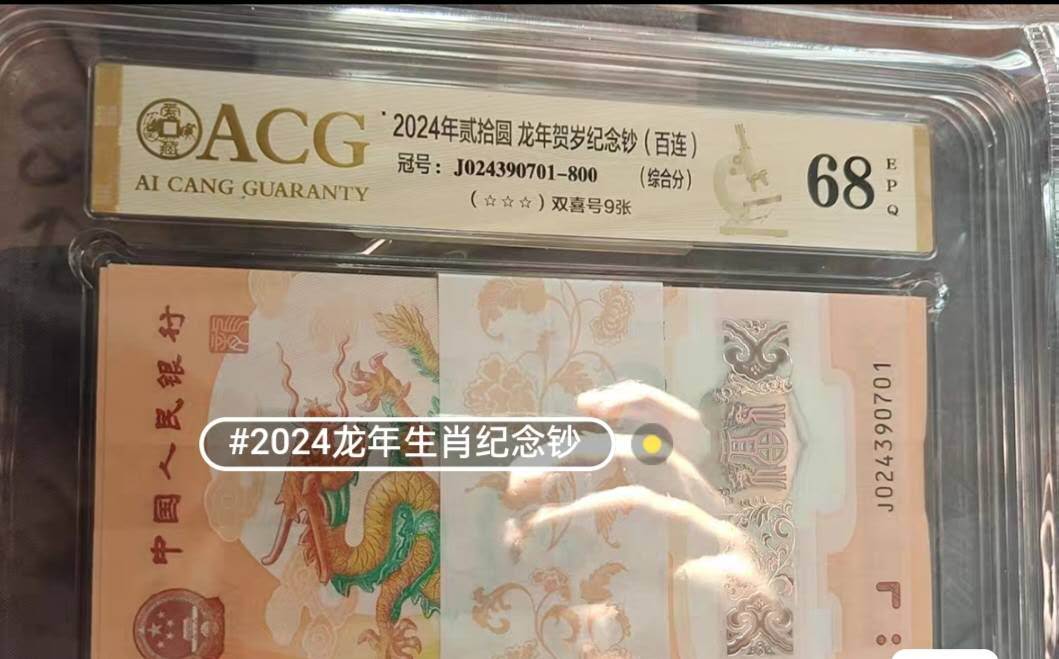 ACG
AI CANG GUARANTY
2024年贰拾圆 龙年贺岁纪念钞（百连）
冠号： J024390701-800 （综合分）
（☆☆☆）双喜号9张
68
EPQ
中国人民银行
福
J024390701
#2024龙年生肖纪念钞